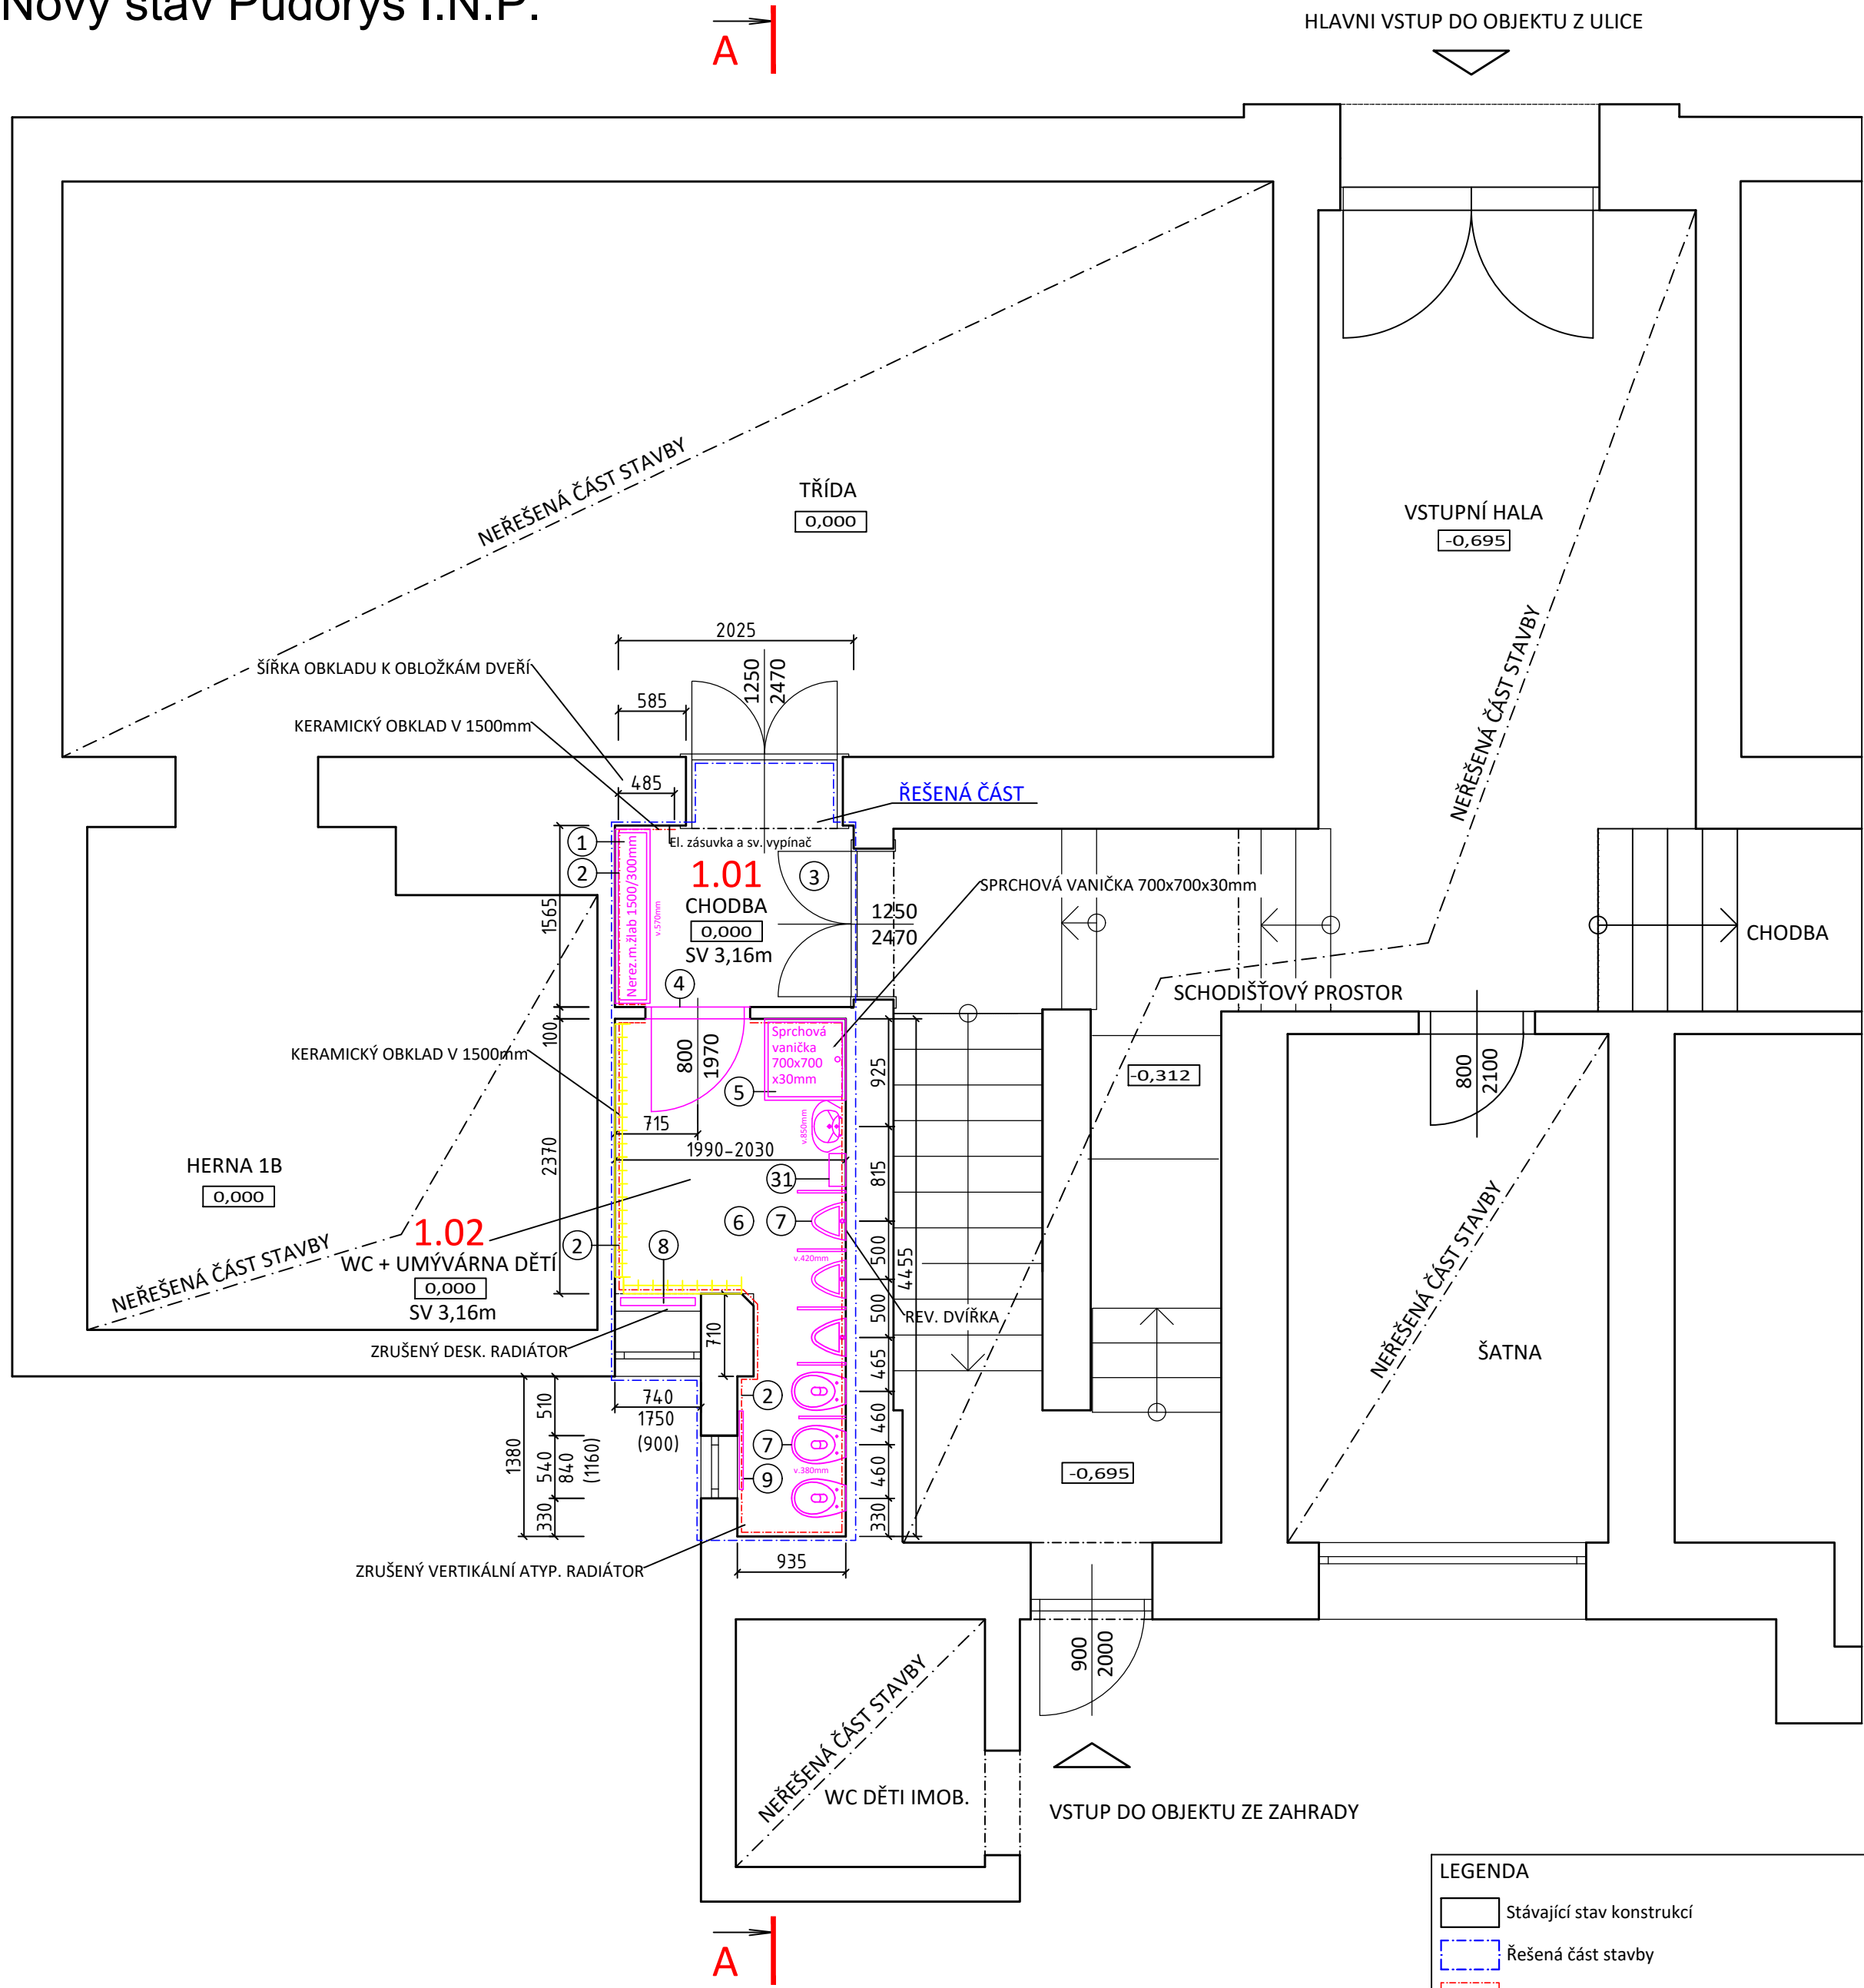 Nový stav Půdorys I.N.P.
A
HLAVNI VSTUP DO OBJEKTU Z ULICE
NEŘEŠENÁ ČÁST STAVBY
TŘÍDA
0,000
VSTUPNÍ HALA
-0,695
NEŘEŠENÁ ČÁST STAVBY
2025
ŠÍŘKA OBKLADU K OBLOŽKÁM DVEŘÍ
1250
2470
585
KERAMICKÝ OBKLAD V 1500mm
485
ŘEŠENÁ ČÁST
1
El. zásuvka a sv. vypínač
2
Nerez.m.žlab 1500/300mm
v.570mm
1.01
CHODBA
0,000
SV 3,16m
3
SPRCHOVÁ VANIČKA 700x700x30mm
1250
2470
1565
CHODBA
4
SCHODIŠŤOVÝ PROSTOR
100
KERAMICKÝ OBKLAD V 1500mm
800
1970
Sprchová
vanička
700x700
x30mm
5
925
-0,312
800
2100
v.850mm
715
1990-2030
2370
HERNA 1B
0,000
31
815
1.02
WC + UMÝVÁRNA DĚTÍ
0,000
SV 3,16m
NEŘEŠENÁ ČÁST STAVBY
2
8
6
7
v.420mm
500
4455
500
REV. DVÍŘKA
710
ZRUŠENÝ DESK. RADIÁTOR
465
NEŘEŠENÁ ČÁST STAVBY
ŠATNA
740
1750
(900)
2
460
510
1380
540
840
(1160)
7
v.380mm
9
460
-0,695
330
330
935
ZRUŠENÝ VERTIKÁLNÍ ATYP. RADIÁTOR
900
2000
NEŘEŠENÁ ČÁST STAVBY
WC DĚTI IMOB.
VSTUP DO OBJEKTU ZE ZAHRADY
LEGENDA
Stávající stav konstrukcí
Řešená část stavby
A